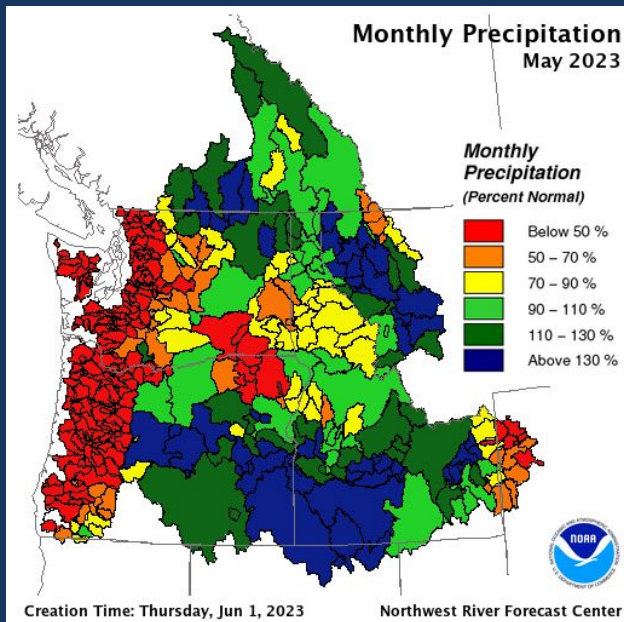 Monthly Precipitation
May 2023
Monthly
Precipitation
(Percent Normal)
Below 50 %
50 – 70 %
70 – 90 %
90 – 110 %
110 – 130 %
Above 130 %
NOAA
Creation Time: Thursday, Jun 1, 2023
Northwest River Forecast Center